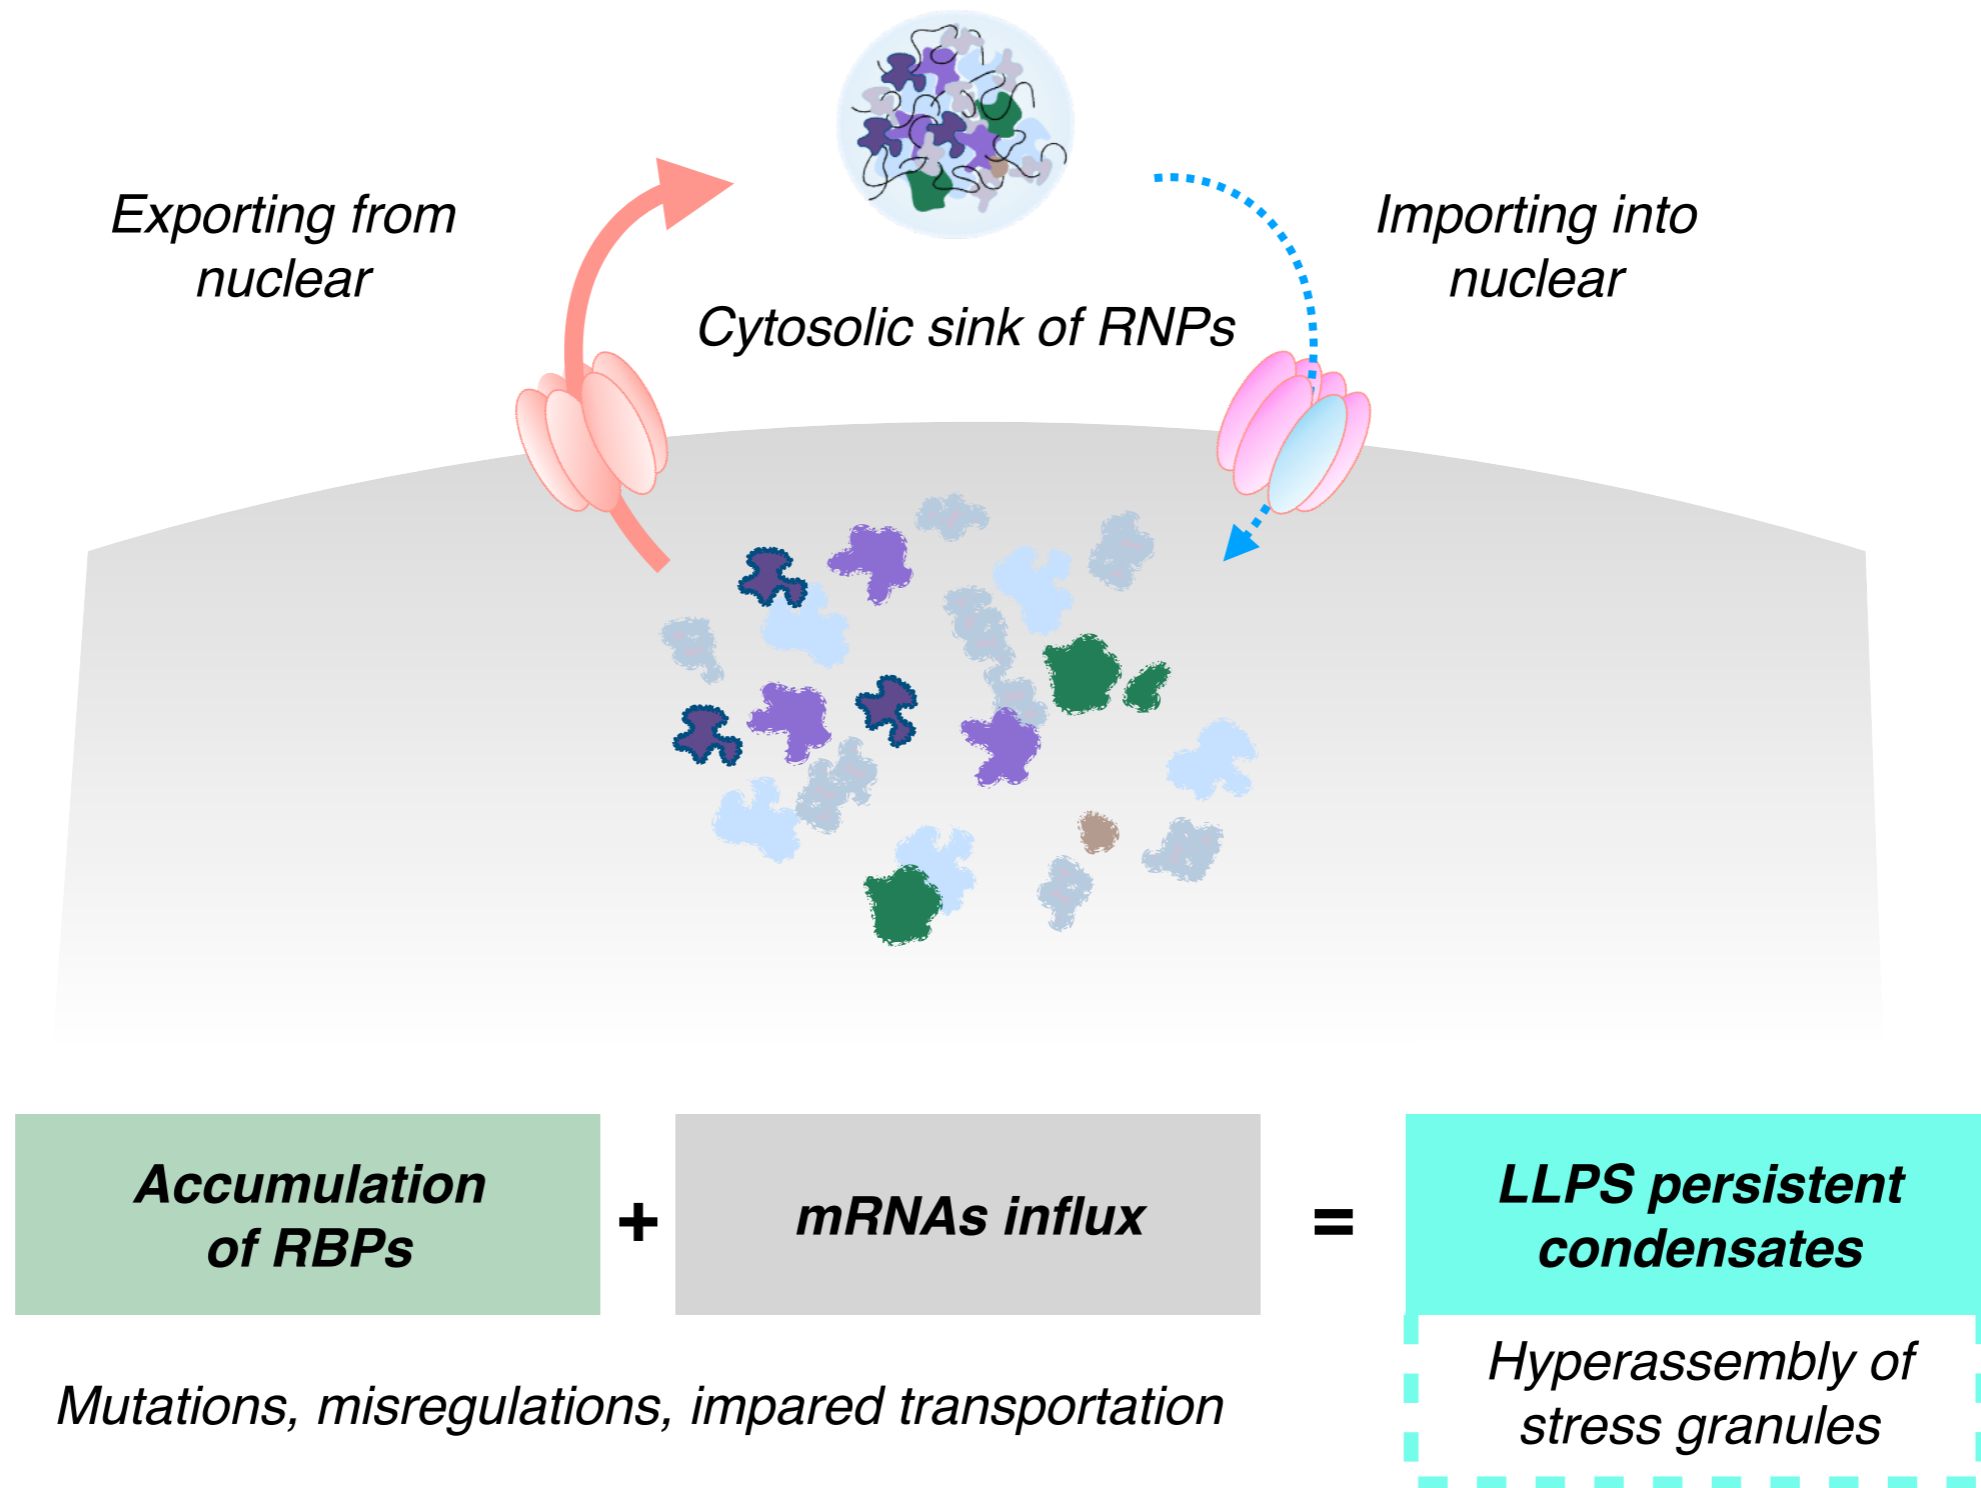 Exporting from
nuclear
Importing into
nuclear
Cytosolic sink of RNPs
Accumulation
of RBPs
+
mRNAs influx
=
LLPS persistent
condensates
Mutations, misregulations, impared transportation
Hyperassembly of
stress granules